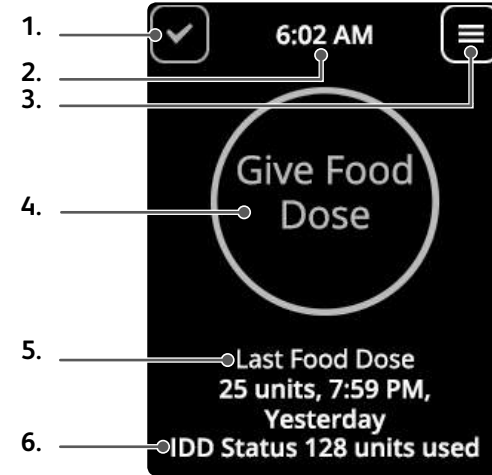 1.
6:02 AM
2.
3.
Give Food
Dose
4.
5.
Last Food Dose
25 units, 7:59 PM,
Yesterday
6.
IDD Status 128 units used